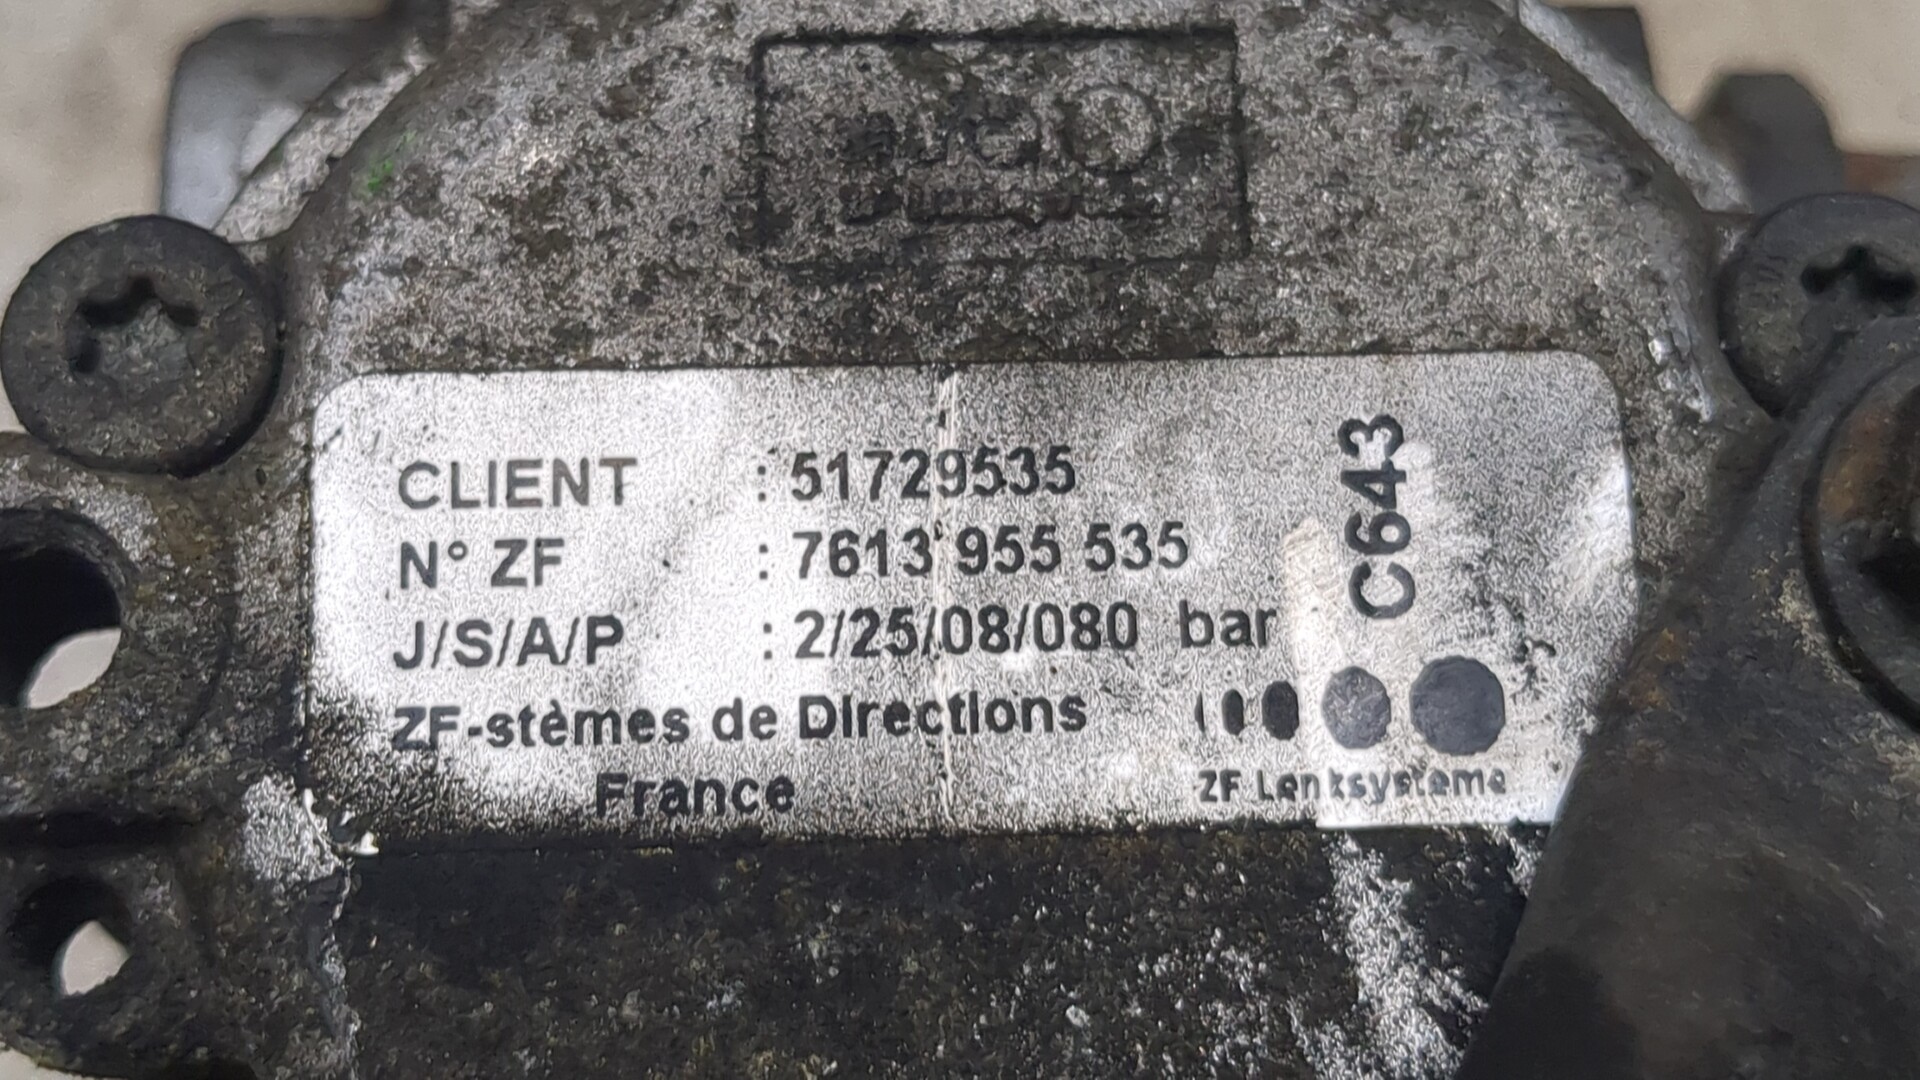 CLIENT : 51729535
N° ZF : 7613 955 535
J/S/A/P : 2/25/08/080 bar
ZF-stèmes de Directions
France
C643
ZF Lenksysteme